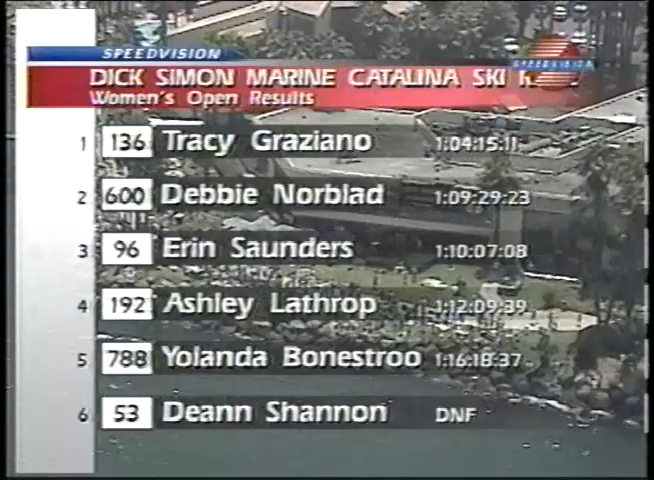 SPEEDVISION
SPEEDVISION
DICK SIMON MARINE CATALINA SKI
Women's Open Results
1 136 Tracy Graziano 1:04:15:11
2 600 Debbie Norblad 1:09:29:23
3 96 Erin Saunders 1:10:07:08
4 192 Ashley Lathrop 1:12:09:39
5 788 Yolanda Bonestroo 1:16:18:37
6 53 Deann Shannon DNF